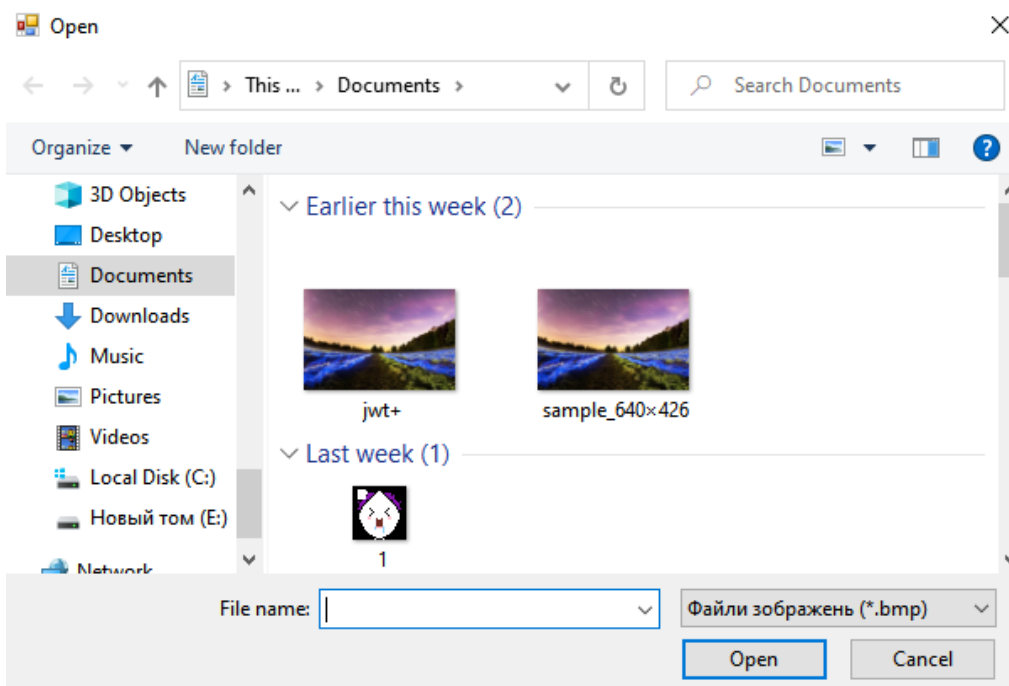 Open
This ... Documents
Search Documents
Organize
New folder
3D Objects
Desktop
Documents
Downloads
Music
Pictures
Videos
Local Disk (C:)
Новый том (E:)
Network
Earlier this week (2)
jwt+
sample_640×426
Last week (1)
1
File name:
Файли зображень (*.bmp)
Open
Cancel